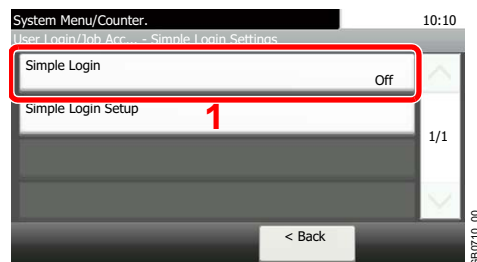 System Menu/Counter.
10:10
User Login/Job Acc... - Simple Login Settings
Simple Login
Off
Simple Login Setup
1
1/1
< Back
GB0710_00